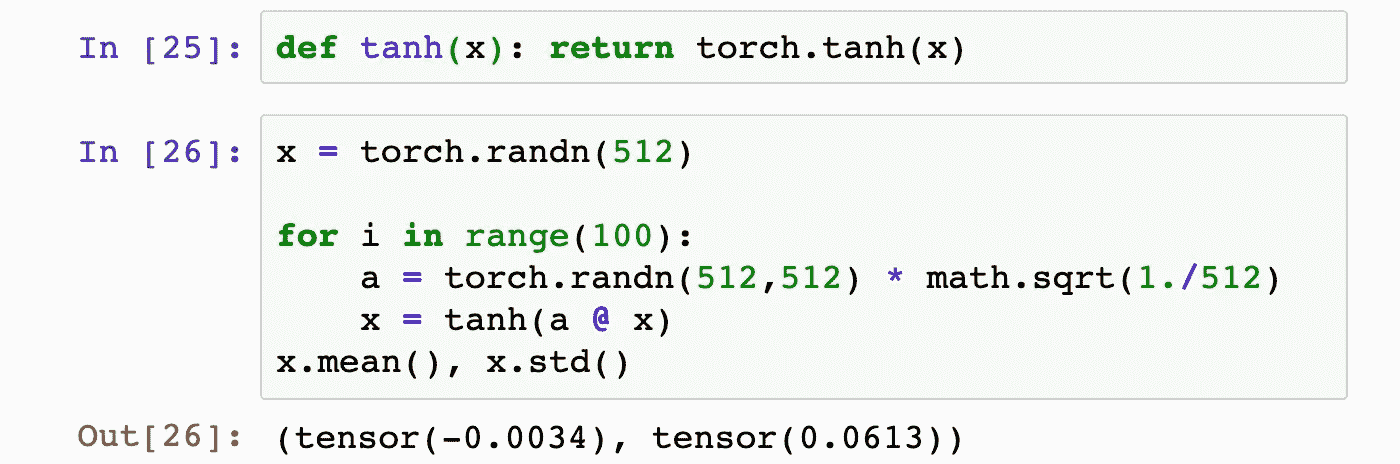 In [25]: def tanh(x): return torch.tanh(x)
In [26]: x = torch.randn(512)
for i in range(100):
    a = torch.randn(512,512) * math.sqrt(1./512)
    x = tanh(a @ x)
x.mean(), x.std()
Out[26]: (tensor(-0.0034), tensor(0.0613))